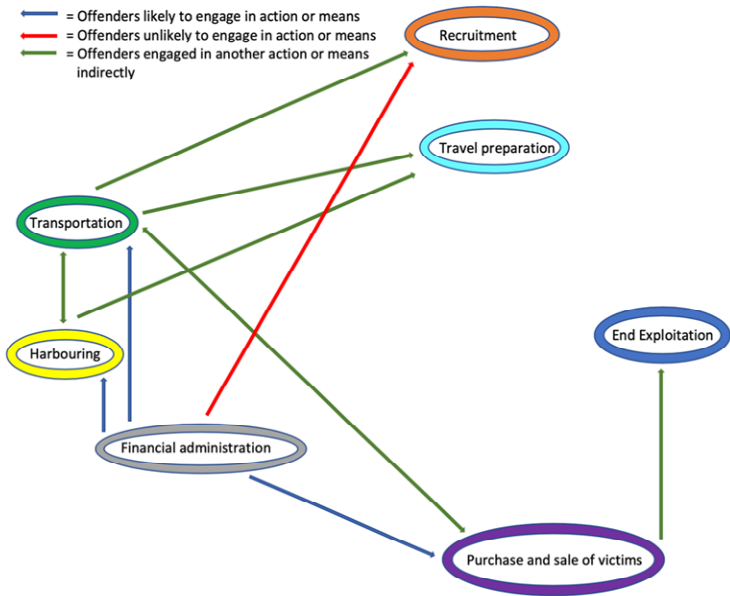 = Offenders likely to engage in action or means
= Offenders unlikely to engage in action or means
= Offenders engaged in another action or means
indirectly
Recruitment
Travel preparation
Transportation
End Exploitation
Harbouring
Financial administration
Purchase and sale of victims